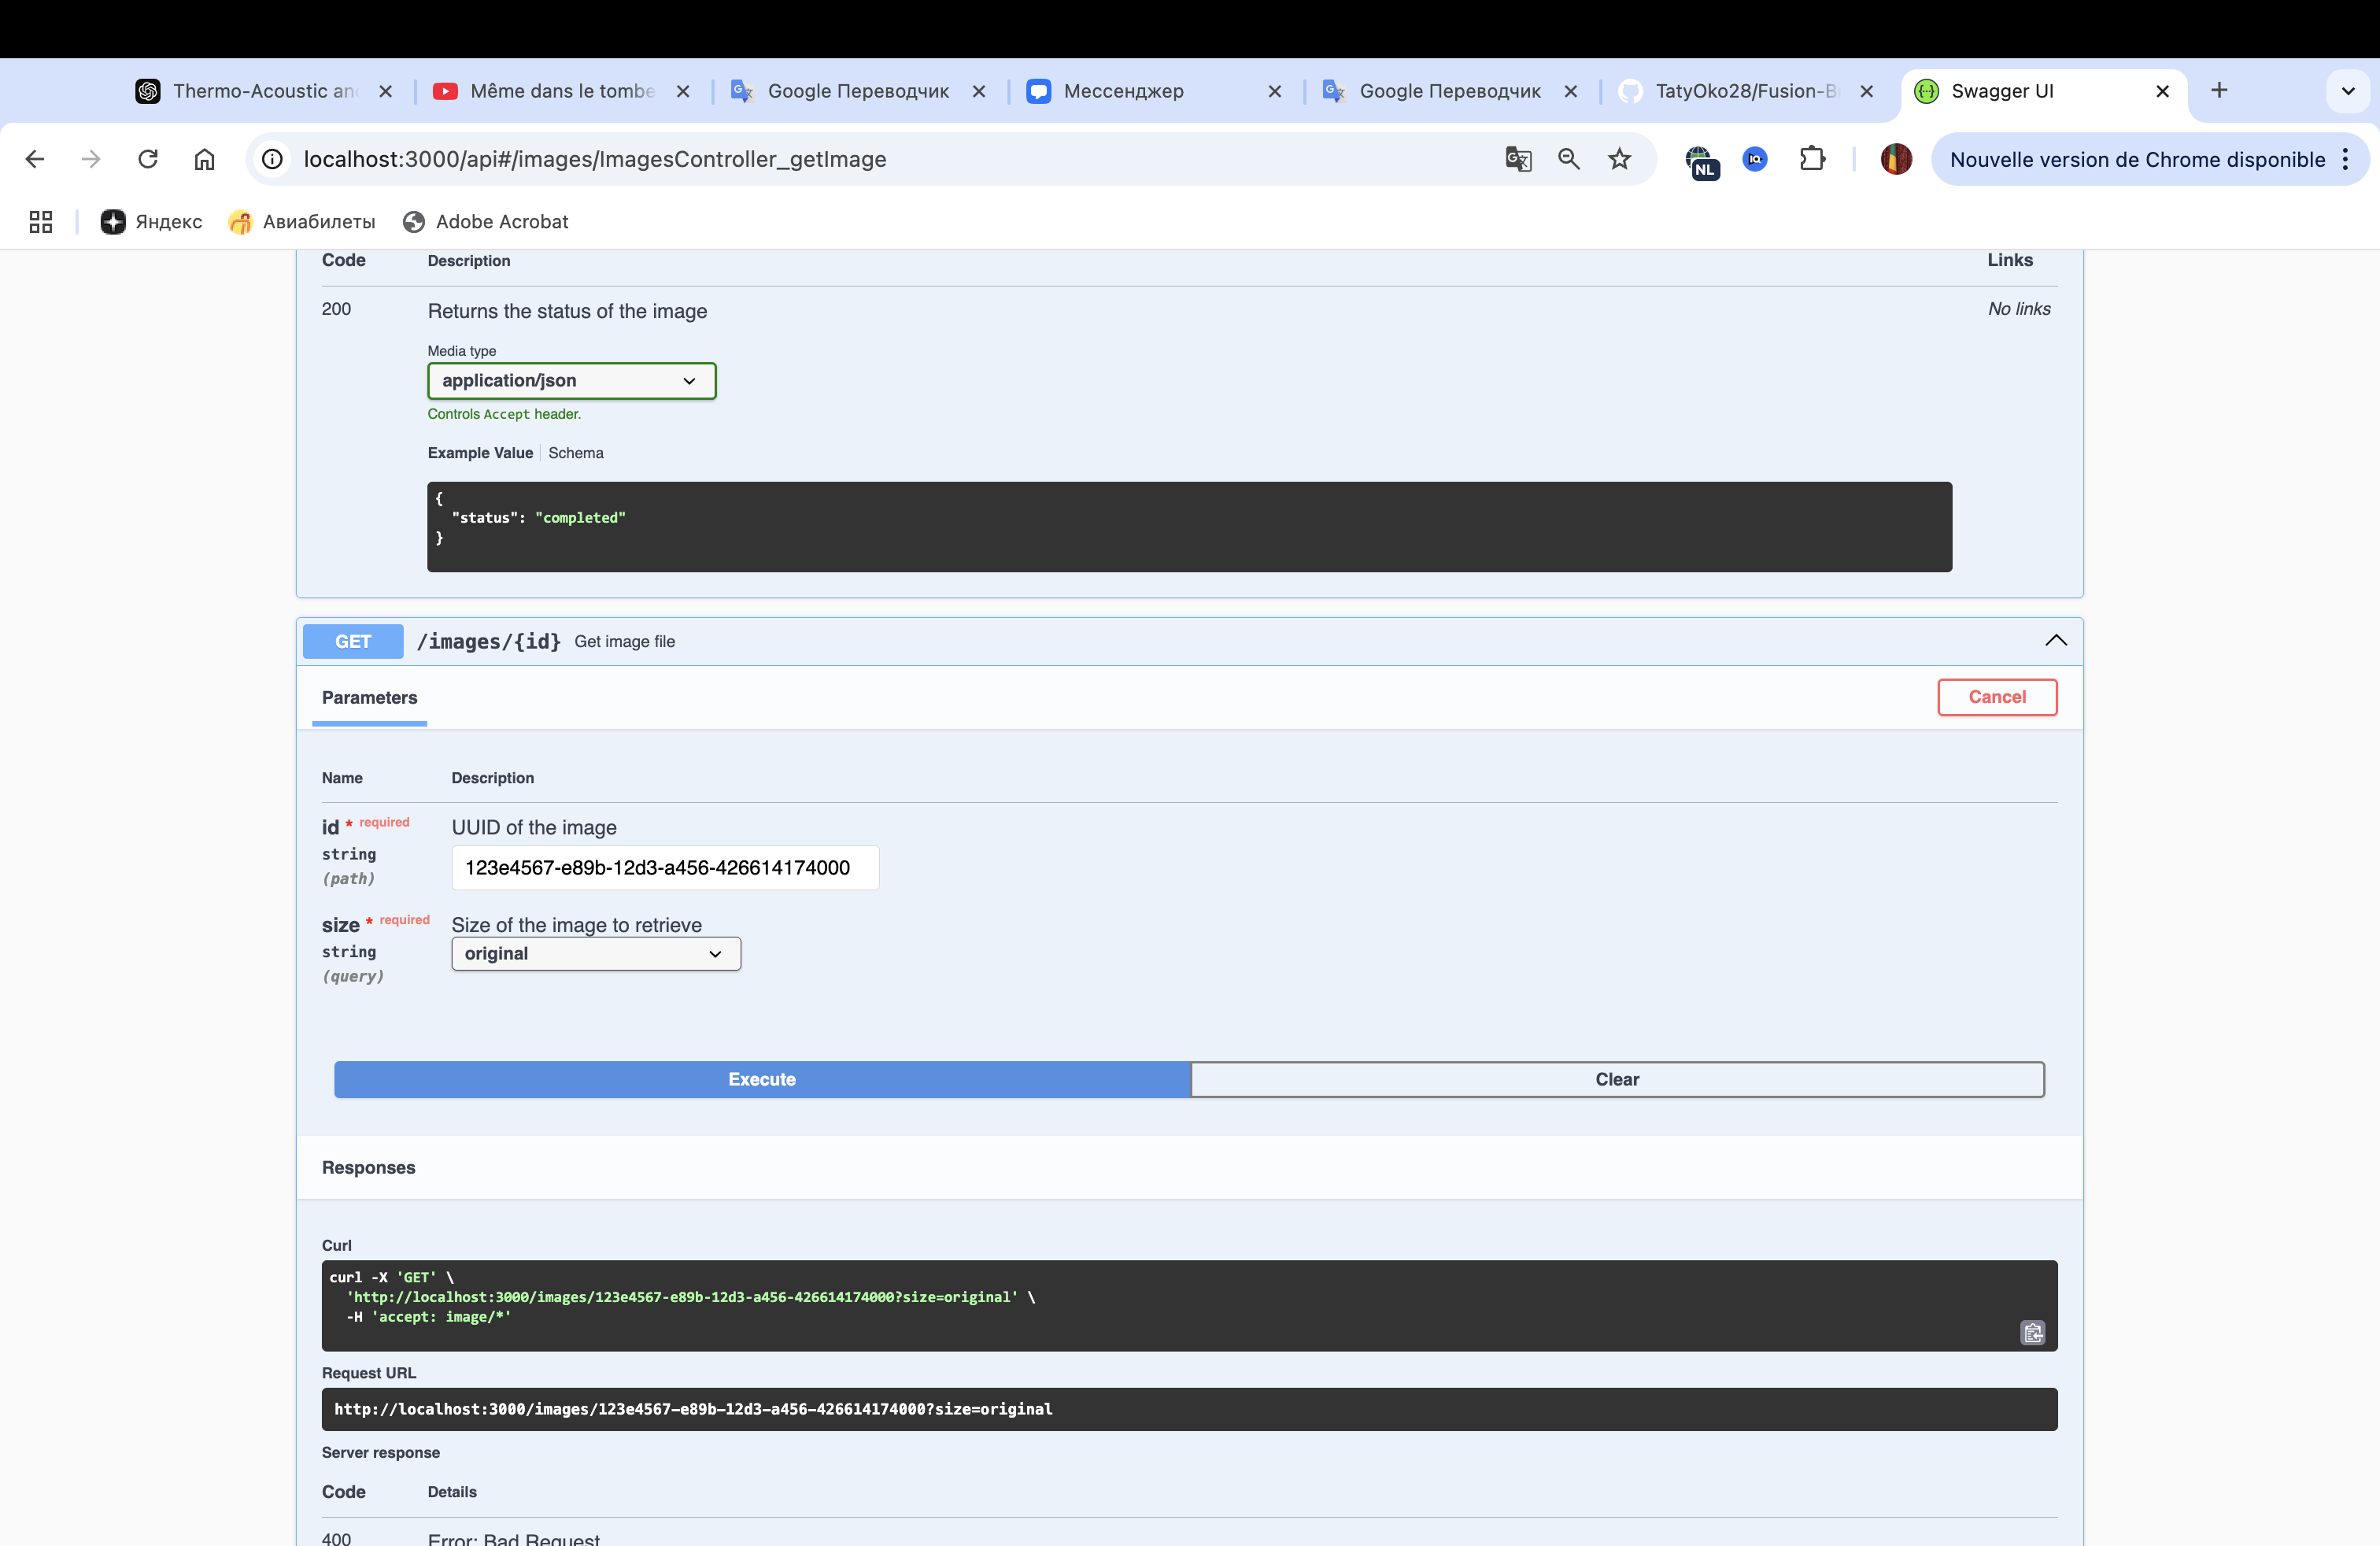 Thermo-Acoustic an
Même dans le tombe
Google Переводчик
Мессенджер
Google Переводчик
TatyOko28/Fusion-B
Swagger UI
localhost:3000/api#/images/ImagesController_getImage
NL
IQ
Nouvelle version de Chrome disponible
Яндекс
Авиабилеты
Adobe Acrobat
Code Description Links
200 Returns the status of the image No links
Media type
application/json
Controls Accept header.
Example Value Schema
{
"status": "completed"
}
GET /images/{id} Get image file
Parameters
Cancel
Name Description
id * required UUID of the image
string
(path)
123e4567-e89b-12d3-a456-426614174000
size * required Size of the image to retrieve
string
(query)
original
Execute
Clear
Responses
Curl
curl -X 'GET' \
'http://localhost:3000/images/123e4567-e89b-12d3-a456-426614174000?size=original' \
-H 'accept: image/*'
Request URL
http://localhost:3000/images/123e4567-e89b-12d3-a456-426614174000?size=original
Server response
Code Details
400 Error: Bad Request